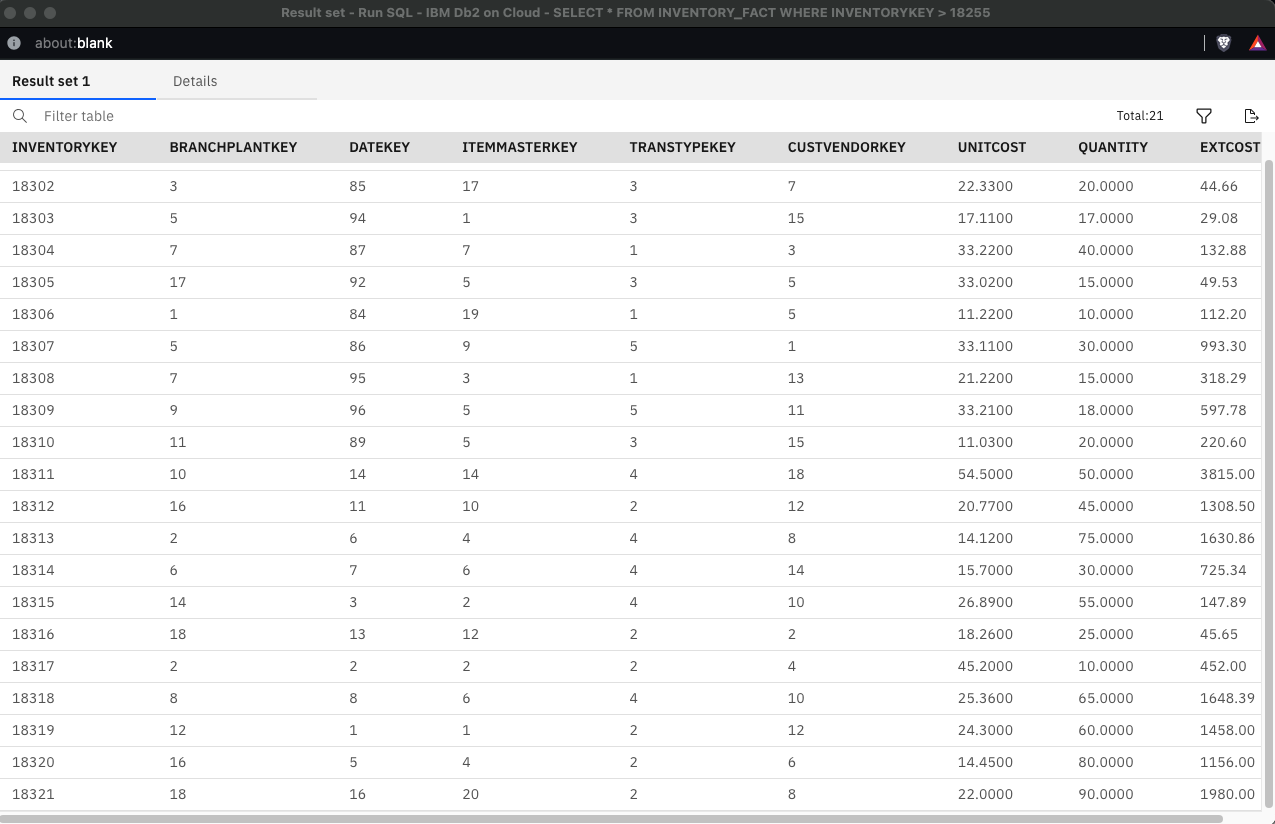 Result set - Run SQL - IBM Db2 on Cloud - SELECT * FROM INVENTORY_FACT WHERE INVENTORYKEY > 18255
about:blank
Result set 1 Details
Filter table Total:21
INVENTORYKEY BRANCHPLANTKEY DATEKEY ITEMMASTERKEY TRANSTYPEKEY CUSTVENDORKEY UNITCOST QUANTITY EXTCOST
18302 3 85 17 3 7 22.3300 20.0000 44.66
18303 5 94 1 3 15 17.1100 17.0000 29.08
18304 7 87 7 1 3 33.2200 40.0000 132.88
18305 17 92 5 3 5 33.0200 15.0000 49.53
18306 1 84 19 1 5 11.2200 10.0000 112.20
18307 5 86 9 5 1 33.1100 30.0000 993.30
18308 7 95 3 1 13 21.2200 15.0000 318.29
18309 9 96 5 5 11 33.2100 18.0000 597.78
18310 11 89 5 3 15 11.0300 20.0000 220.60
18311 10 14 14 4 18 54.5000 50.0000 3815.00
18312 16 11 10 2 12 20.7700 45.0000 1308.50
18313 2 6 4 4 8 14.1200 75.0000 1630.86
18314 6 7 6 4 14 15.7000 30.0000 725.34
18315 14 3 2 4 10 26.8900 55.0000 147.89
18316 18 13 12 2 2 18.2600 25.0000 45.65
18317 2 2 2 2 4 45.2000 10.0000 452.00
18318 8 8 6 4 10 25.3600 65.0000 1648.39
18319 12 1 1 2 12 24.3000 60.0000 1458.00
18320 16 5 4 2 6 14.4500 80.0000 1156.00
18321 18 16 20 2 8 22.0000 90.0000 1980.00